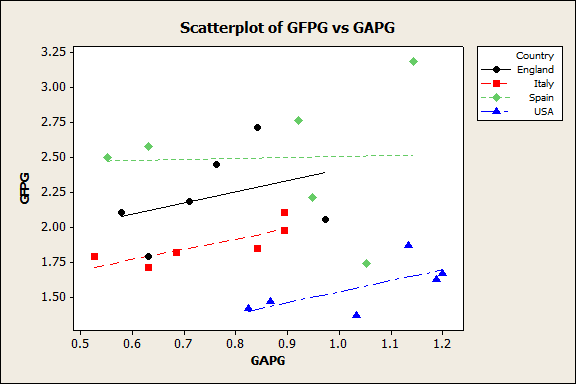 Scatterplot of GFPG vs GAPG
Country
England
Italy
Spain
USA
GFPG
3.25
3.00
2.75
2.50
2.25
2.00
1.75
1.50
0.5 0.6 0.7 0.8 0.9 1.0 1.1 1.2
GAPG